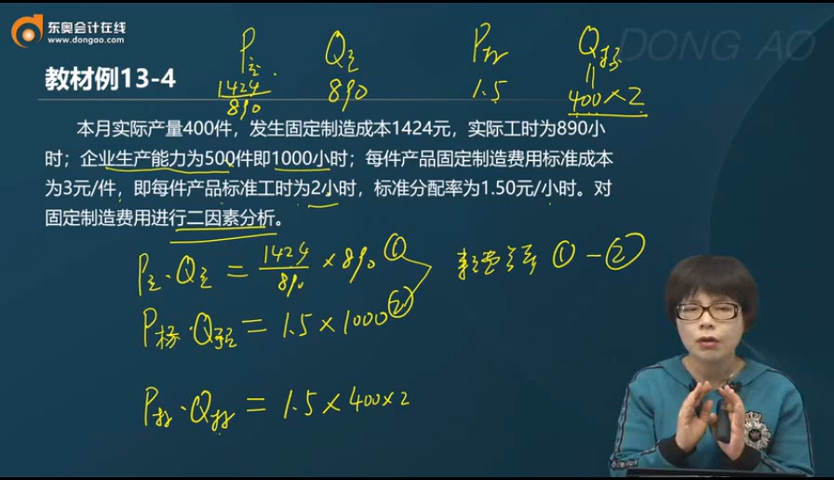 东奥会计在线
www.dongao.com
DONG AO
P实 Q实 P标 Q标
1424/890 890 1.5 400×2
教材例13-4
本月实际产量400件，发生固定制造成本1424元，实际工时为890小
时；企业生产能力为500件即1000小时；每件产品固定制造费用标准成本
为3元/件，即每件产品标准工时为2小时，标准分配率为1.50元/小时。对
固定制造费用进行二因素分析。
P实·Q实=1424/890×890①
耗费差异①-②
P标·Q预=1.5×1000②
P标·Q标=1.5×400×2